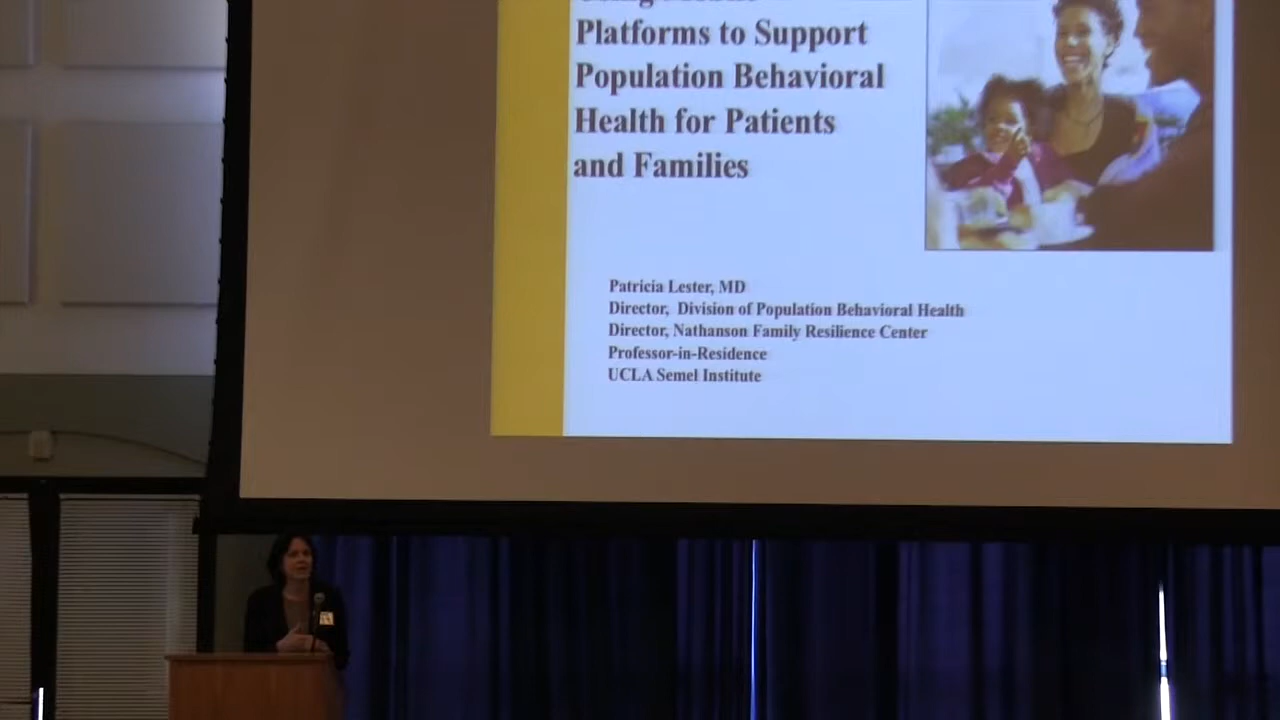 Platforms to Support
Population Behavioral
Health for Patients
and Families
Patricia Lester, MD
Director, Division of Population Behavioral Health
Director, Nathanson Family Resilience Center
Professor-in-Residence
UCLA Semel Institute